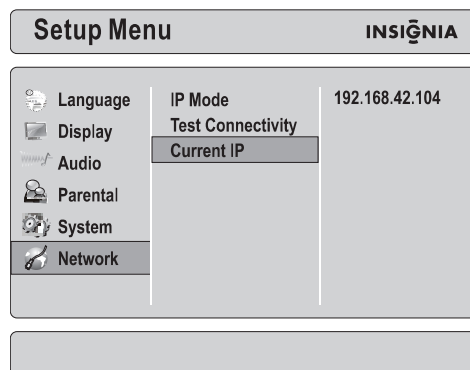 Setup Menu
INSIGNIA
Language
Display
Audio
Parental
System
Network
IP Mode
Test Connectivity
Current IP
192.168.42.104